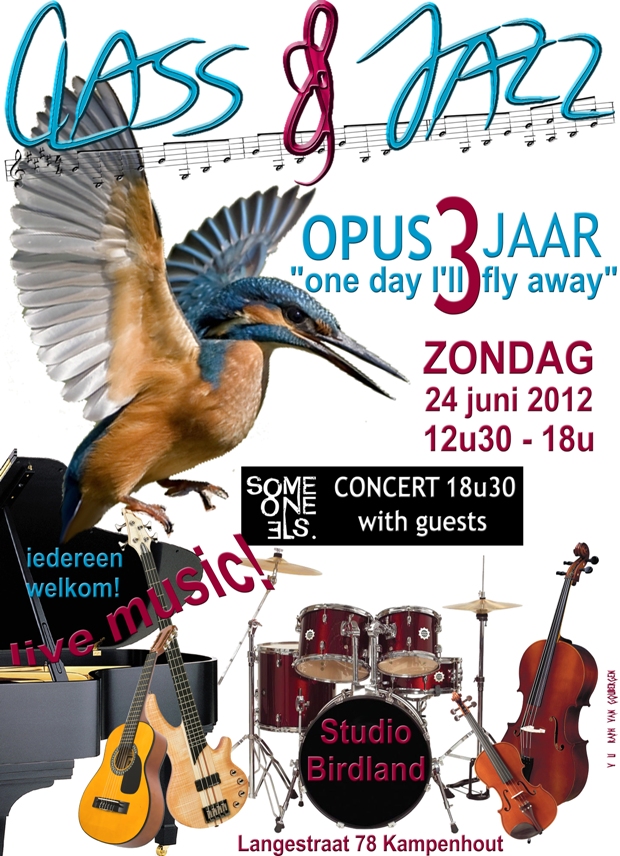 CLASS & JAZZ
OPUS 3 JAAR
"one day I'll fly away"
ZONDAG
24 juni 2012
12u30 - 18u
SOME ONE ELS.
CONCERT 18u30
with guests
iedereen
welkom!
live music!
Studio
Birdland
Langestraat 78 Kampenhout